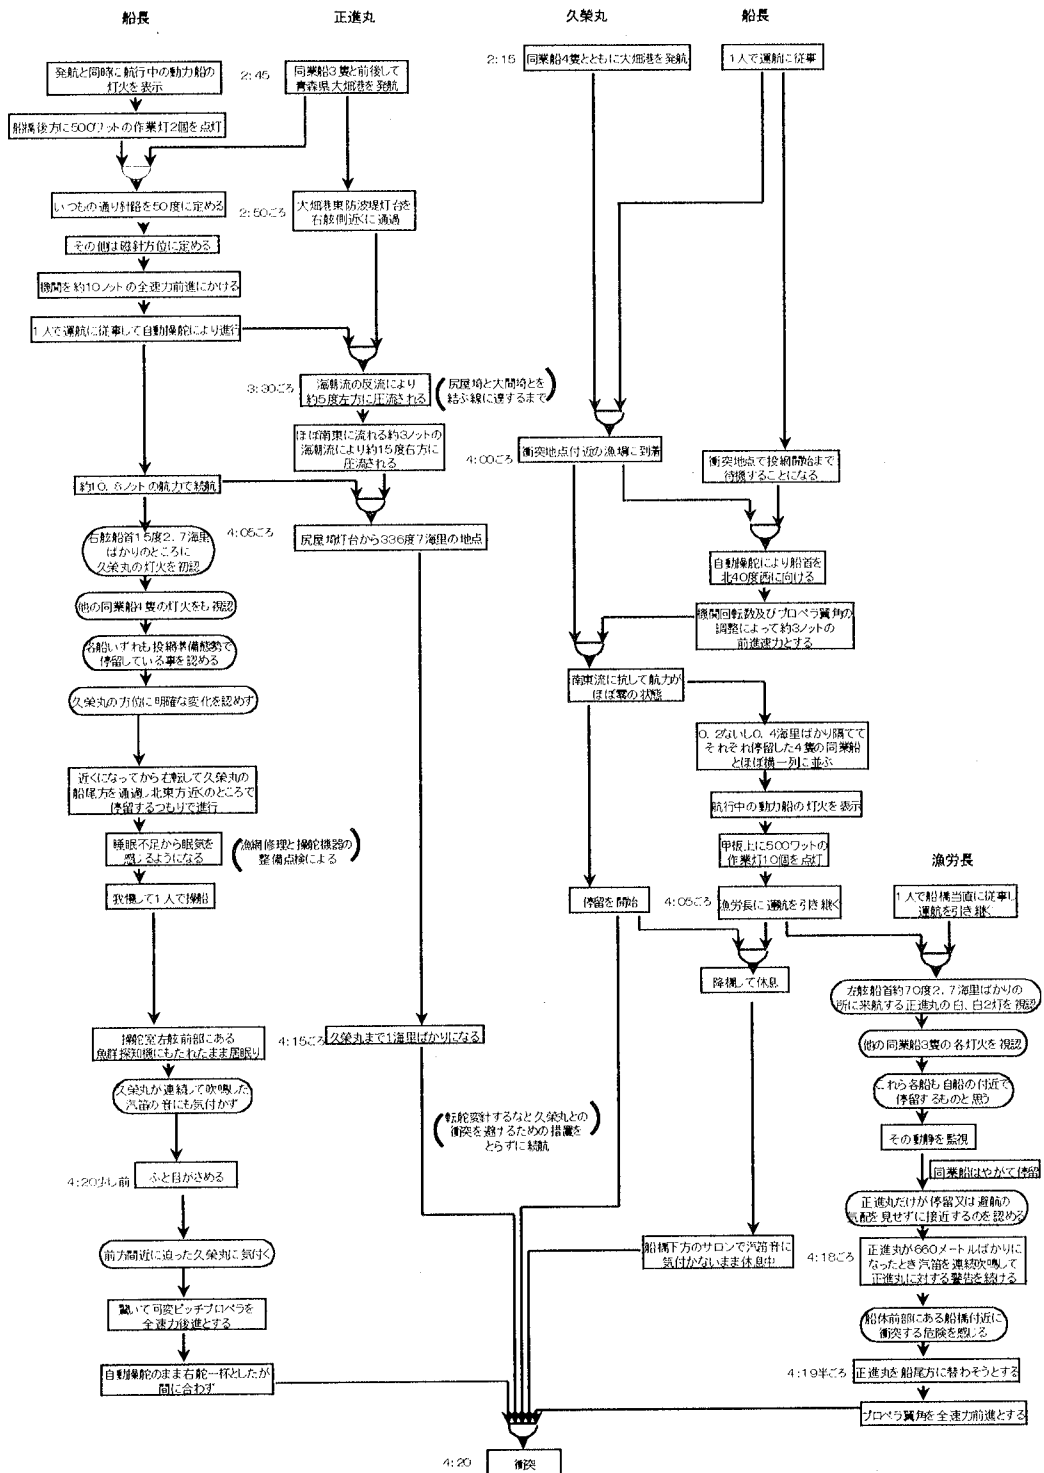 船長
正進丸
久榮丸
船長
発航と同時に航行中の動力船の
灯火を表示
船橋後方に500ワットの作業灯2個を点灯
2:45
同業船3隻と前後して
青森県大畑港を発航
いつもの通り針路を50度に定める
その他は磁針方位に定める
機関を約10ノットの全速力前進にかける
1人で運航に従事して自動操舵により進行
2:50ごろ
大畑港東防波堤灯台を
右舷側近くに通過
3:30ごろ
海潮流の反流により
約5度左方に圧流される
尻屋埼と大間埼とを
結ぶ線に達するまで
ほぼ南東に流れる約3ノットの
海潮流により約15度右方に
圧流される
約10.8ノットの航力で続航
4:05ごろ
尻屋埼灯台から336度7海里の地点
右舷船首15度2.7海里
ばかりのところに
久榮丸の灯火を初認
他の同業船4隻の灯火をも視認
各船いずれも投網準備態勢で
停留している事を認める
久榮丸の方位に明確な変化を認めず
近くになってから右転して久榮丸の
船尾方を通過し北東方近くのところで
停留するつもりで進行
睡眠不足から眠気を
感じるようになる
漁網修理と操舵機器の
整備点検による
我慢して1人で操船
操舵室左舷前部にある
魚群探知機にもたれたまま居眠り
4:15ごろ
久榮丸まで1海里ばかりになる
久榮丸が連続して吹鳴した
汽笛の音にも気付かず
転舵変針するなど久榮丸との
衝突を避けるための措置を
とらずに続航
4:20少し前
ふと目がさめる
前方間近に迫った久榮丸に気付く
驚いて可変ピッチプロペラを
全速力後進とする
自動操舵のまま右舵一杯としたが
間に合わず
2:15
同業船4隻とともに大畑港を発航
1人で運航に従事
4:00ごろ
衝突地点付近の漁場に到着
衝突地点で投網開始まで
待機することになる
自動操舵により船首を
北40度西に向ける
機関回転数及びプロペラ翼角の
調整によって約3ノットの
前進速力とする
南東流に抗して航力が
ほぼ零の状態
0.2ないし0.4海里ばかり隔てて
それぞれ停留した4隻の同業船
とほぼ横一列に並ぶ
航行中の動力船の灯火を表示
甲板上に500ワットの
作業灯10個を点灯
停留を開始
4:05ごろ
漁労長に運航を引き継ぐ
降橋して休息
船橋下方のサロンで汽笛音に
気付かないまま休息中
漁労長
1人で船橋当直に従事し
運航を引き継ぐ
左舷船首約70度2.7海里ばかりの
所に来航する正進丸の白、白2灯を視認
他の同業船3隻の各灯火を視認
これら各船も自船の付近で
停留するものと思う
その動静を監視
同業船はやがて停留
正進丸だけが停留又は避航の
気配を見せずに接近するのを認める
4:18ごろ
正進丸が660メートルばかりに
なったとき汽笛を連続吹鳴して
正進丸に対する警告を続ける
船体前部にある船橋付近に
衝突する危険を感じる
4:19半ごろ
正進丸を船尾方に替わそうとする
プロペラ翼角を全速力前進とする
4:20
衝突